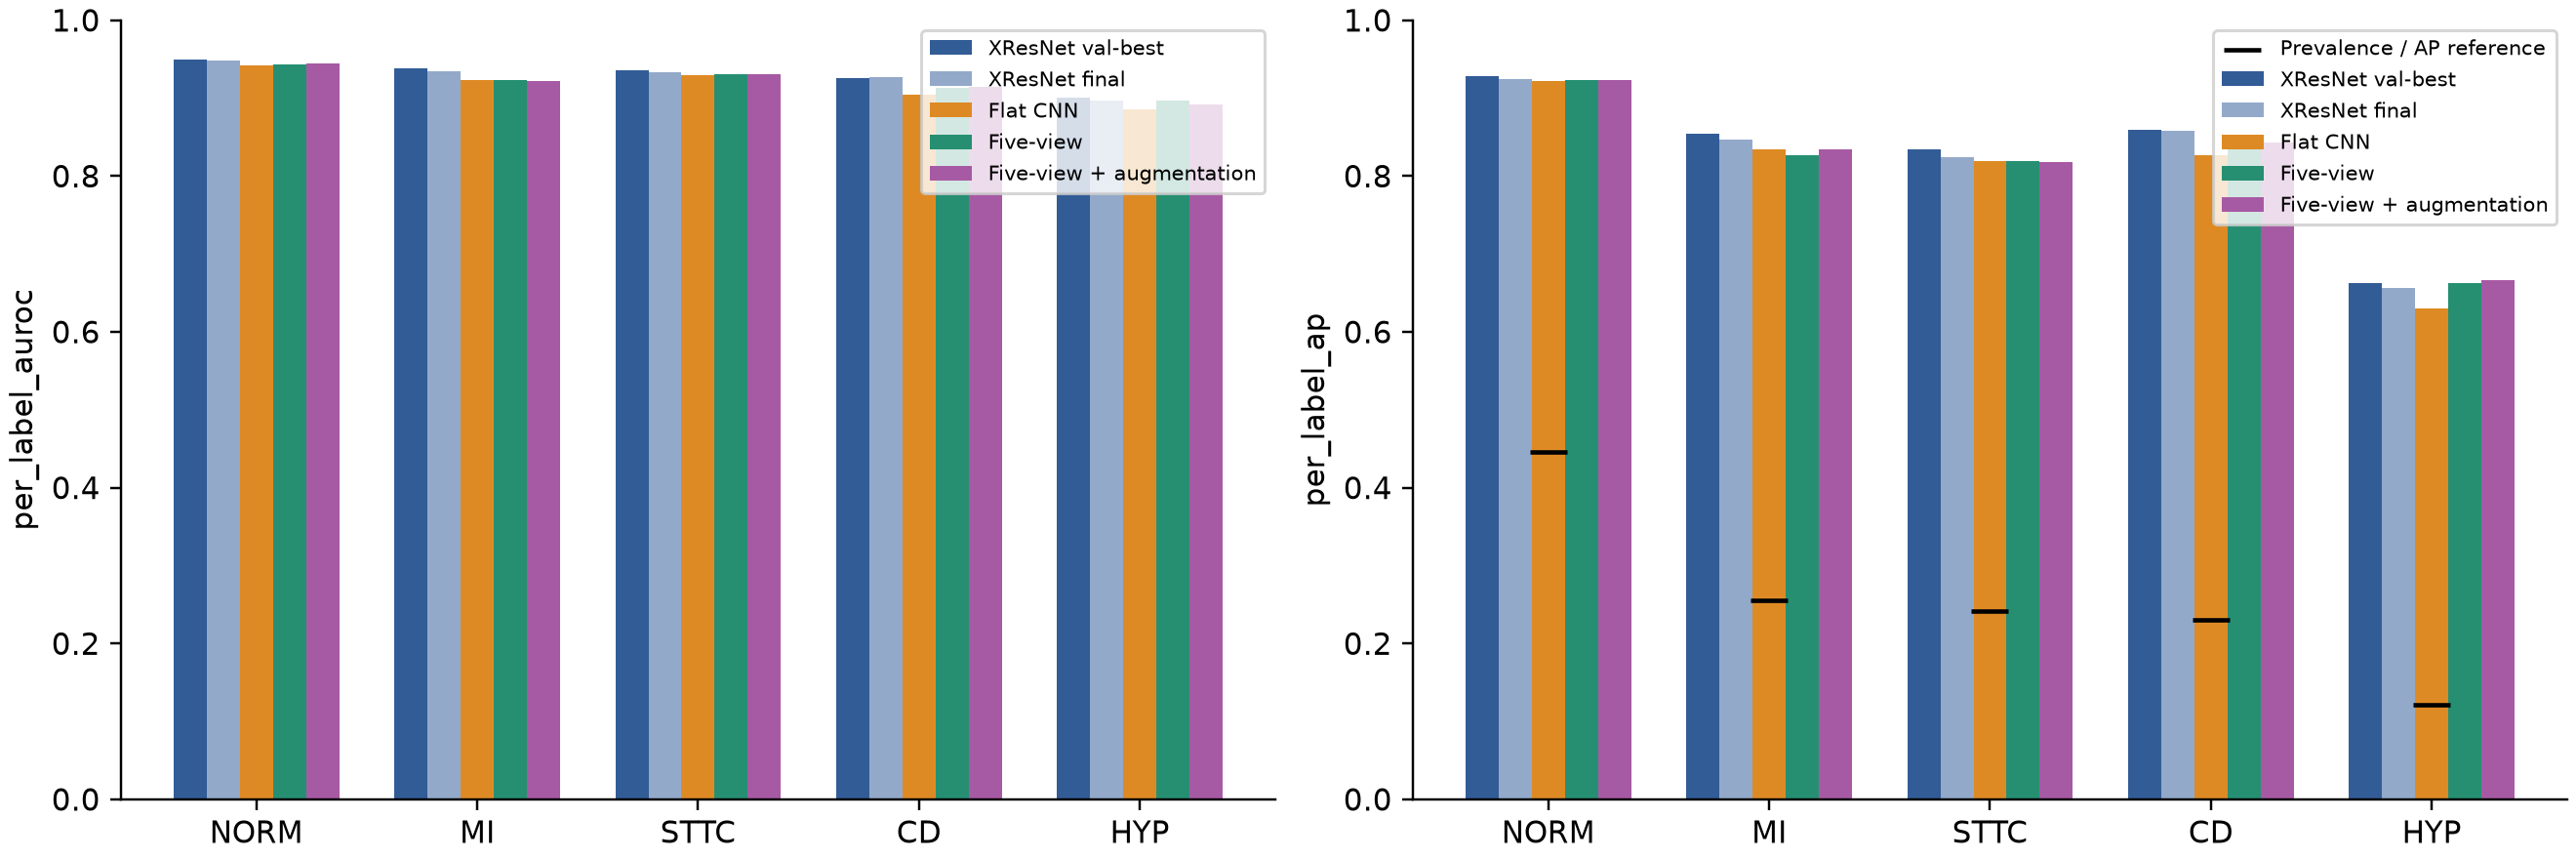 per_label_auroc
1.0
0.8
0.6
0.4
0.2
0.0
NORM
MI
STTC
CD
HYP
XResNet val-best
XResNet final
Flat CNN
Five-view
Five-view + augmentation
per_label_ap
1.0
0.8
0.6
0.4
0.2
0.0
NORM
MI
STTC
CD
HYP
Prevalence / AP reference
XResNet val-best
XResNet final
Flat CNN
Five-view
Five-view + augmentation